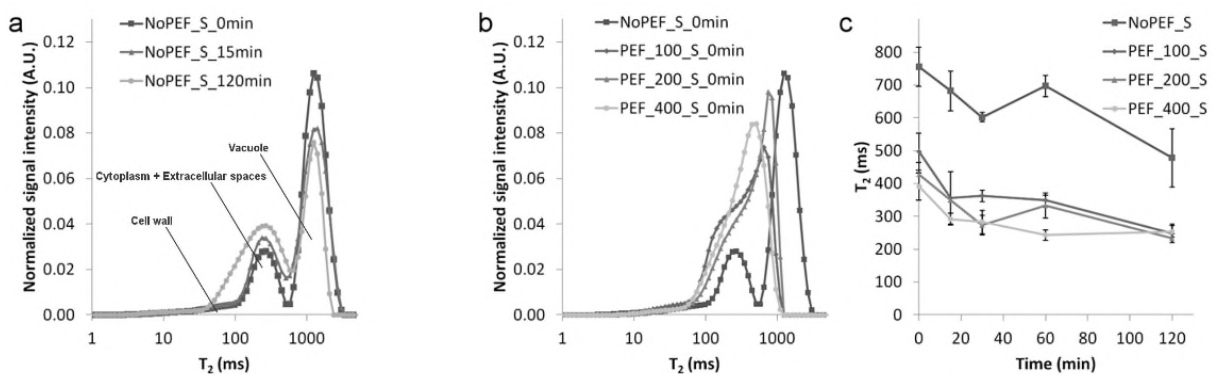 a
NoPEF_S_0min
NoPEF_S_15min
NoPEF_S_120min
Normalized signal intensity (A.U.)
0.12
0.10
0.08
0.06
0.04
0.02
0.00
Vacuole
Cytoplasm + Extracellular spaces
Cell wall
1
10
100
1000
T2 (ms)
b
NoPEF_S_0min
PEF_100_S_0min
PEF_200_S_0min
PEF_400_S_0min
Normalized signal intensity (A.U.)
0.12
0.10
0.08
0.06
0.04
0.02
0.00
1
10
100
1000
T2 (ms)
c
NoPEF_S
PEF_100_S
PEF_200_S
PEF_400_S
T2 (ms)
800
700
600
500
400
300
200
100
0
0 20 40 60 80 100 120
Time (min)